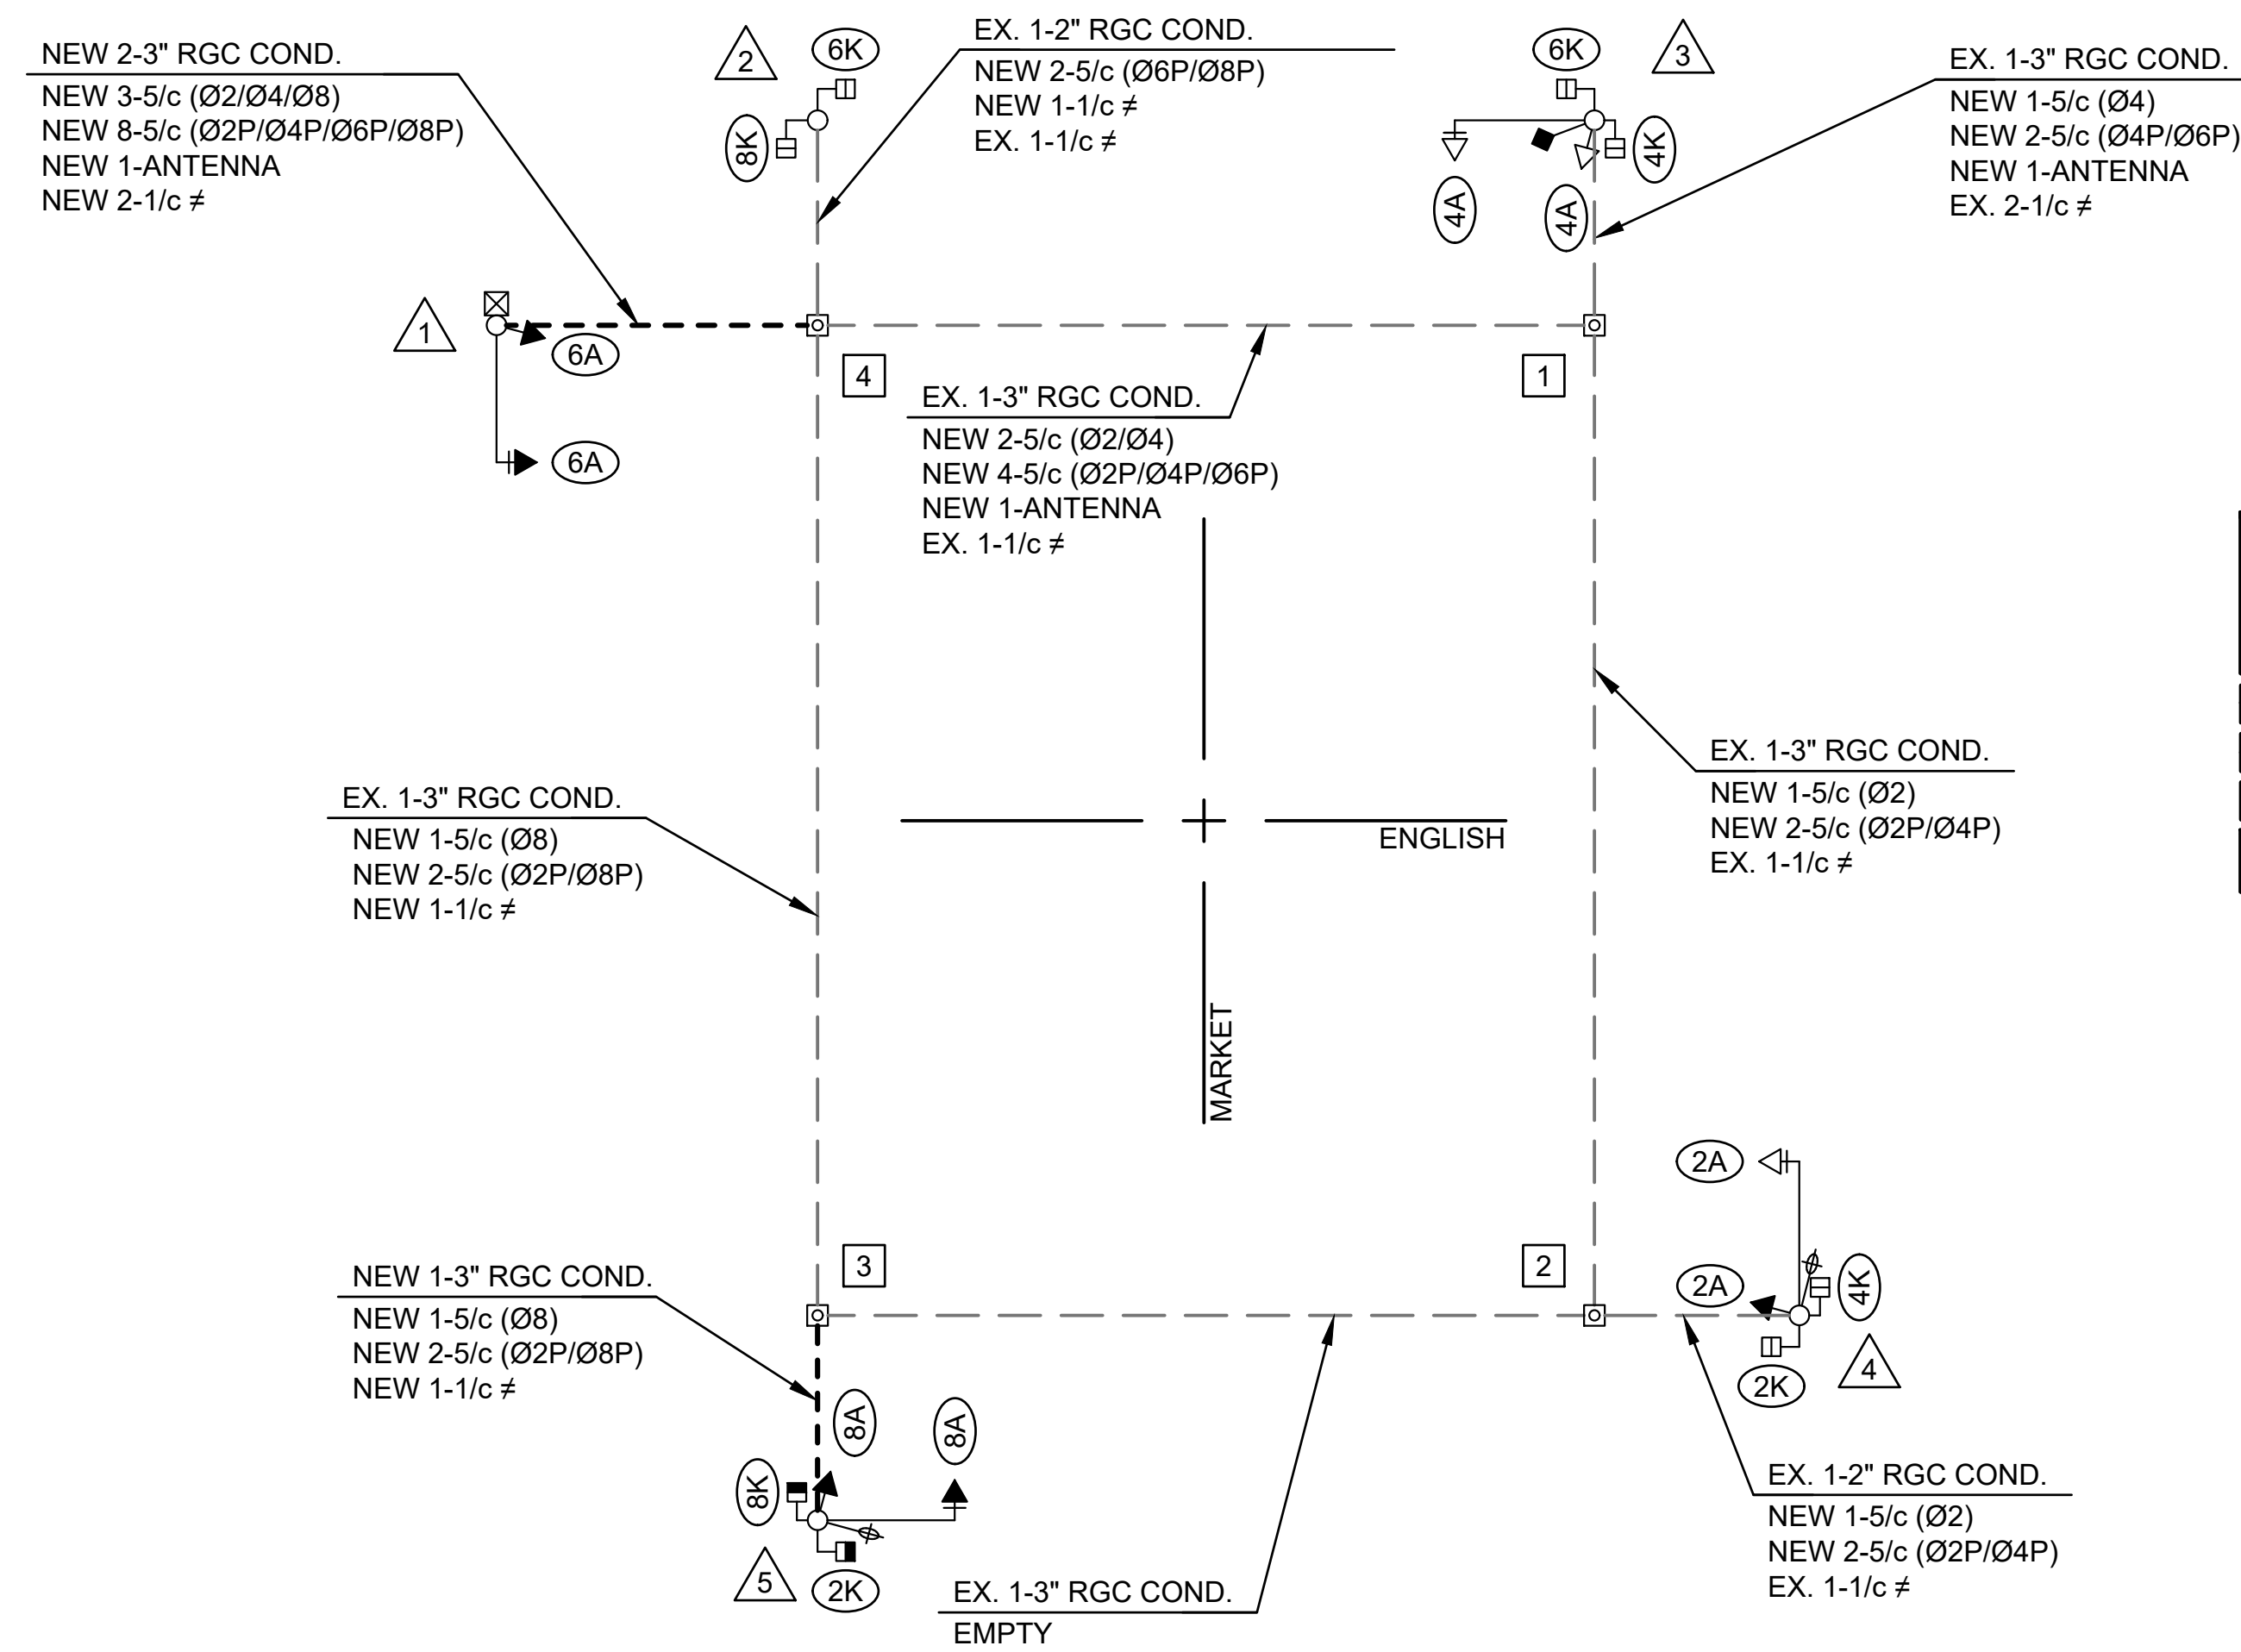 NEW 2-3" RGC COND.
NEW 3-5/c (Ø2/Ø4/Ø8)
NEW 8-5/c (Ø2P/Ø4P/Ø6P/Ø8P)
NEW 1-ANTENNA
NEW 2-1/c ≠
2
6K
8K
EX. 1-2" RGC COND.
NEW 2-5/c (Ø6P/Ø8P)
NEW 1-1/c ≠
EX. 1-1/c ≠
6K
3
4K
4A
4A
EX. 1-3" RGC COND.
NEW 1-5/c (Ø4)
NEW 2-5/c (Ø4P/Ø6P)
NEW 1-ANTENNA
EX. 2-1/c ≠
1
6A
6A
4
1
EX. 1-3" RGC COND.
NEW 2-5/c (Ø2/Ø4)
NEW 4-5/c (Ø2P/Ø4P/Ø6P)
NEW 1-ANTENNA
EX. 1-1/c ≠
EX. 1-3" RGC COND.
NEW 1-5/c (Ø2)
NEW 2-5/c (Ø2P/Ø4P)
EX. 1-1/c ≠
EX. 1-3" RGC COND.
NEW 1-5/c (Ø8)
NEW 2-5/c (Ø2P/Ø8P)
NEW 1-1/c ≠
ENGLISH
MARKET
3
2
2A
2A
4K
2K
4
NEW 1-3" RGC COND.
NEW 1-5/c (Ø8)
NEW 2-5/c (Ø2P/Ø8P)
NEW 1-1/c ≠
8A
8A
8K
5
2K
EX. 1-3" RGC COND.
EMPTY
EX. 1-2" RGC COND.
NEW 1-5/c (Ø2)
NEW 2-5/c (Ø2P/Ø4P)
EX. 1-1/c ≠